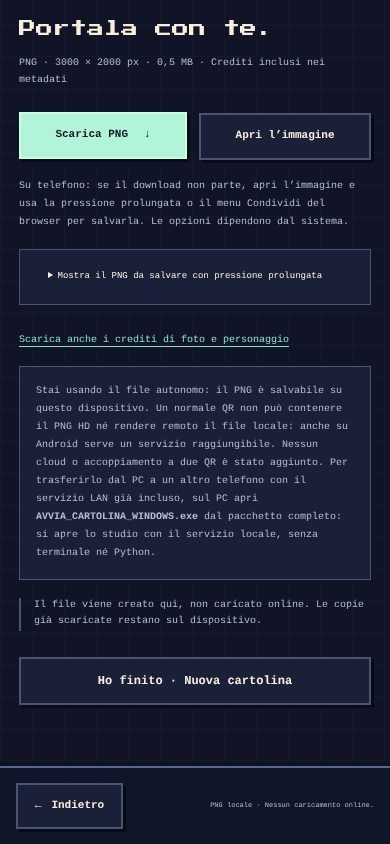 Portala con te.
PNG · 3000 × 2000 px · 0,5 MB · Crediti inclusi nei
metadati
Scarica PNG ↓
Apri l’immagine
Su telefono: se il download non parte, apri l’immagine e
usa la pressione prolungata o il menu Condividi del
browser per salvarla. Le opzioni dipendono dal sistema.
▶ Mostra il PNG da salvare con pressione prolungata
Scarica anche i crediti di foto e personaggio
Stai usando il file autonomo: il PNG è salvabile su
questo dispositivo. Un normale QR non può contenere
il PNG HD né rendere remoto il file locale: anche su
Android serve un servizio raggiungibile. Nessun
cloud o accoppiamento a due QR è stato aggiunto. Per
trasferirlo dal PC a un altro telefono con il
servizio LAN già incluso, sul PC apri
AVVIA_CARTOLINA_WINDOWS.exe dal pacchetto completo:
si apre lo studio con il servizio locale, senza
terminale né Python.
Il file viene creato qui, non caricato online. Le copie
già scaricate restano sul dispositivo.
Ho finito · Nuova cartolina
← Indietro
PNG locale · Nessun caricamento online.